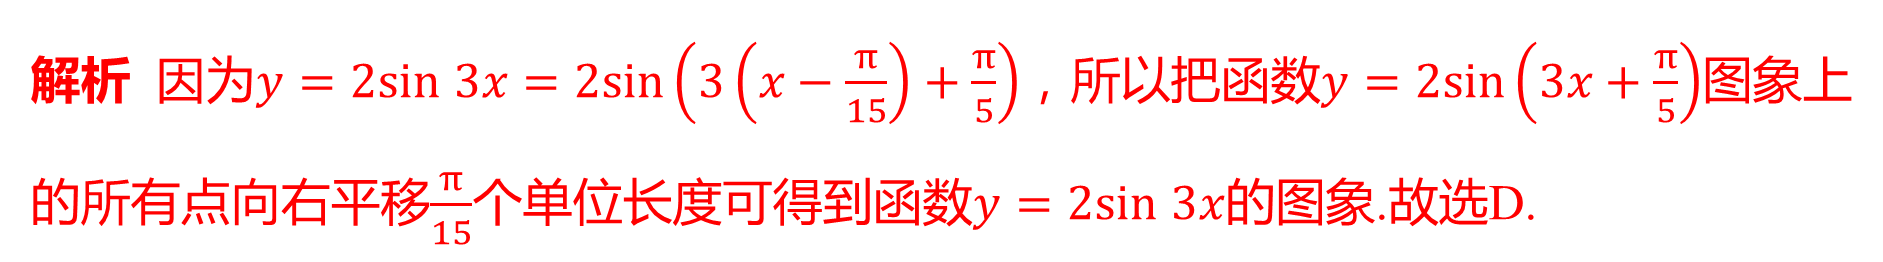 解析 因为y = 2sin 3x = 2sin(3(x − π/15) + π/5)，所以把函数y = 2sin(3x + π/5)图象上
的所有点向右平移π/15个单位长度可得到函数y = 2sin 3x的图象.故选D.